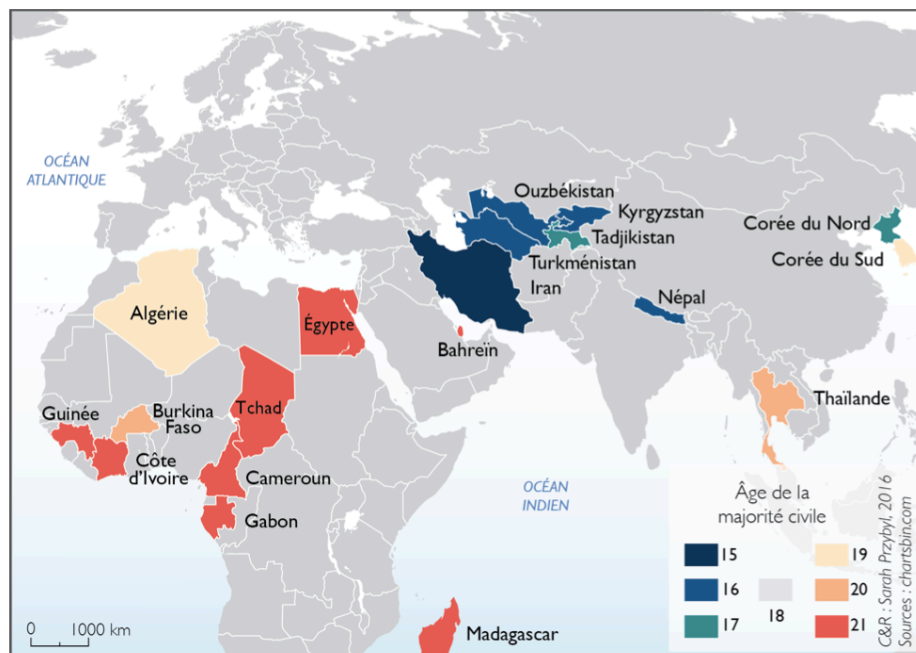 OCÉAN
ATLANTIQUE
Ouzbékistan
Kyrgyzstan
Tadjikistan
Turkménistan
Iran
Corée du Nord
Corée du Sud
Népal
Algérie
Égypte
Bahreïn
Thaïlande
Guinée
Burkina
Faso
Tchad
Côte
d'Ivoire
Cameroun
Gabon
OCÉAN
INDIEN
Madagascar
0 1000 km
Âge de la
majorité civile
15
16
17
18
19
20
21
C&R : Sarah Przybyl, 2016
Sources : chartsbin.com